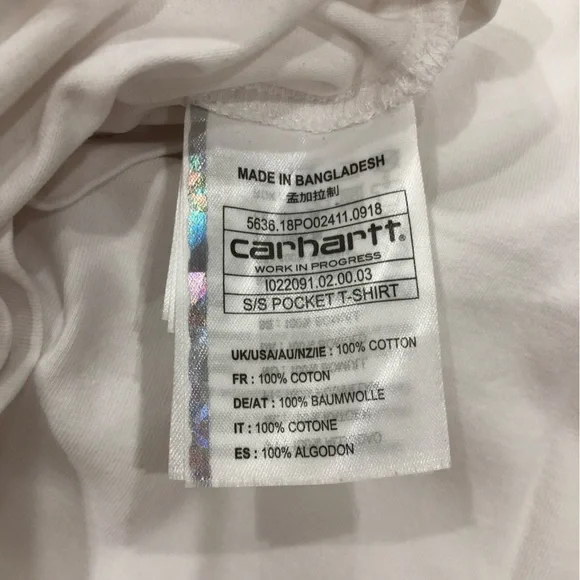 MADE IN BANGLADESH
孟加拉制
5636.18PO02411.0918
carhartt®
WORK IN PROGRESS
I022091.02.00.03
S/S POCKET T-SHIRT
UK/USA/AU/NZ/IE : 100% COTTON
FR : 100% COTON
DE/AT : 100% BAUMWOLLE
IT : 100% COTONE
ES : 100% ALGODON